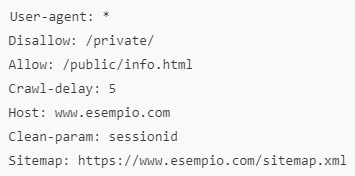 User-agent: *
Disallow: /private/
Allow: /public/info.html
Crawl-delay: 5
Host: www.esempio.com
Clean-param: sessionid
Sitemap: https://www.esempio.com/sitemap.xml